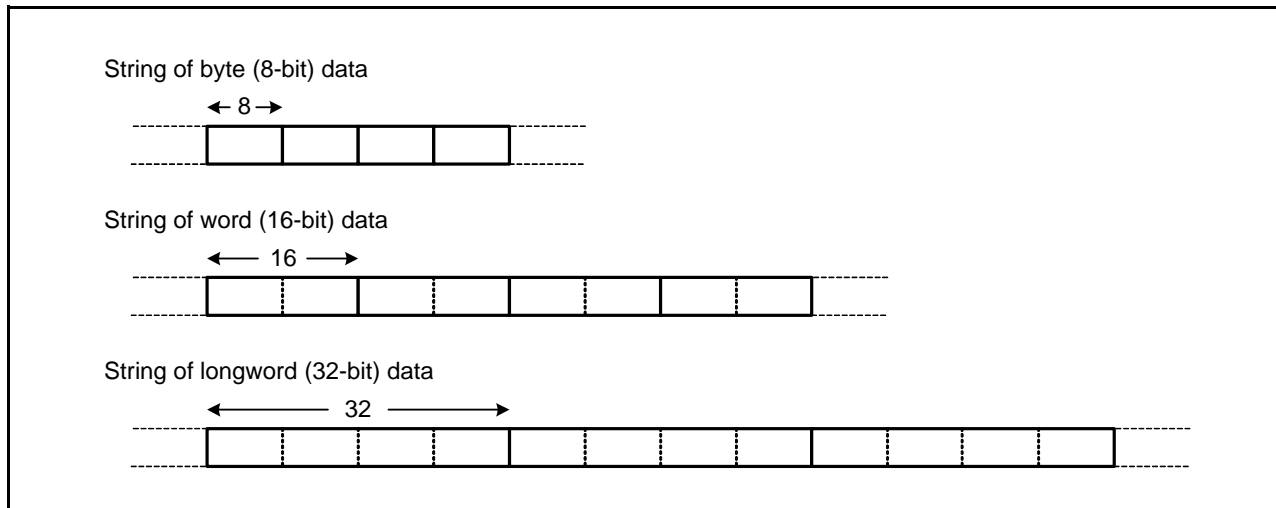 String of byte (8-bit) data
8
String of word (16-bit) data
16
String of longword (32-bit) data
32